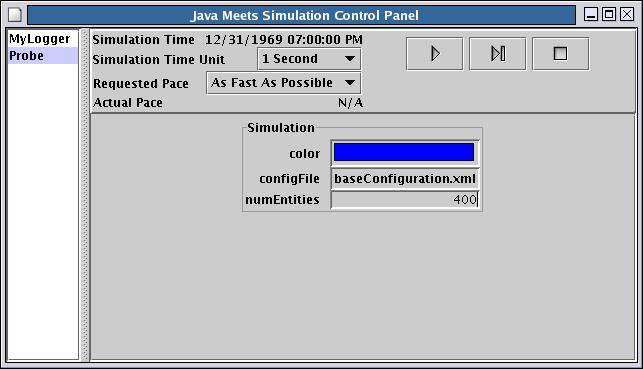 Java Meets Simulation Control Panel
MyLogger
Probe
Simulation Time 12/31/1969 07:00:00 PM
Simulation Time Unit 1 Second
Requested Pace As Fast As Possible
Actual Pace N/A
Simulation
color
configFile baseConfiguration.xml
numEntities 400